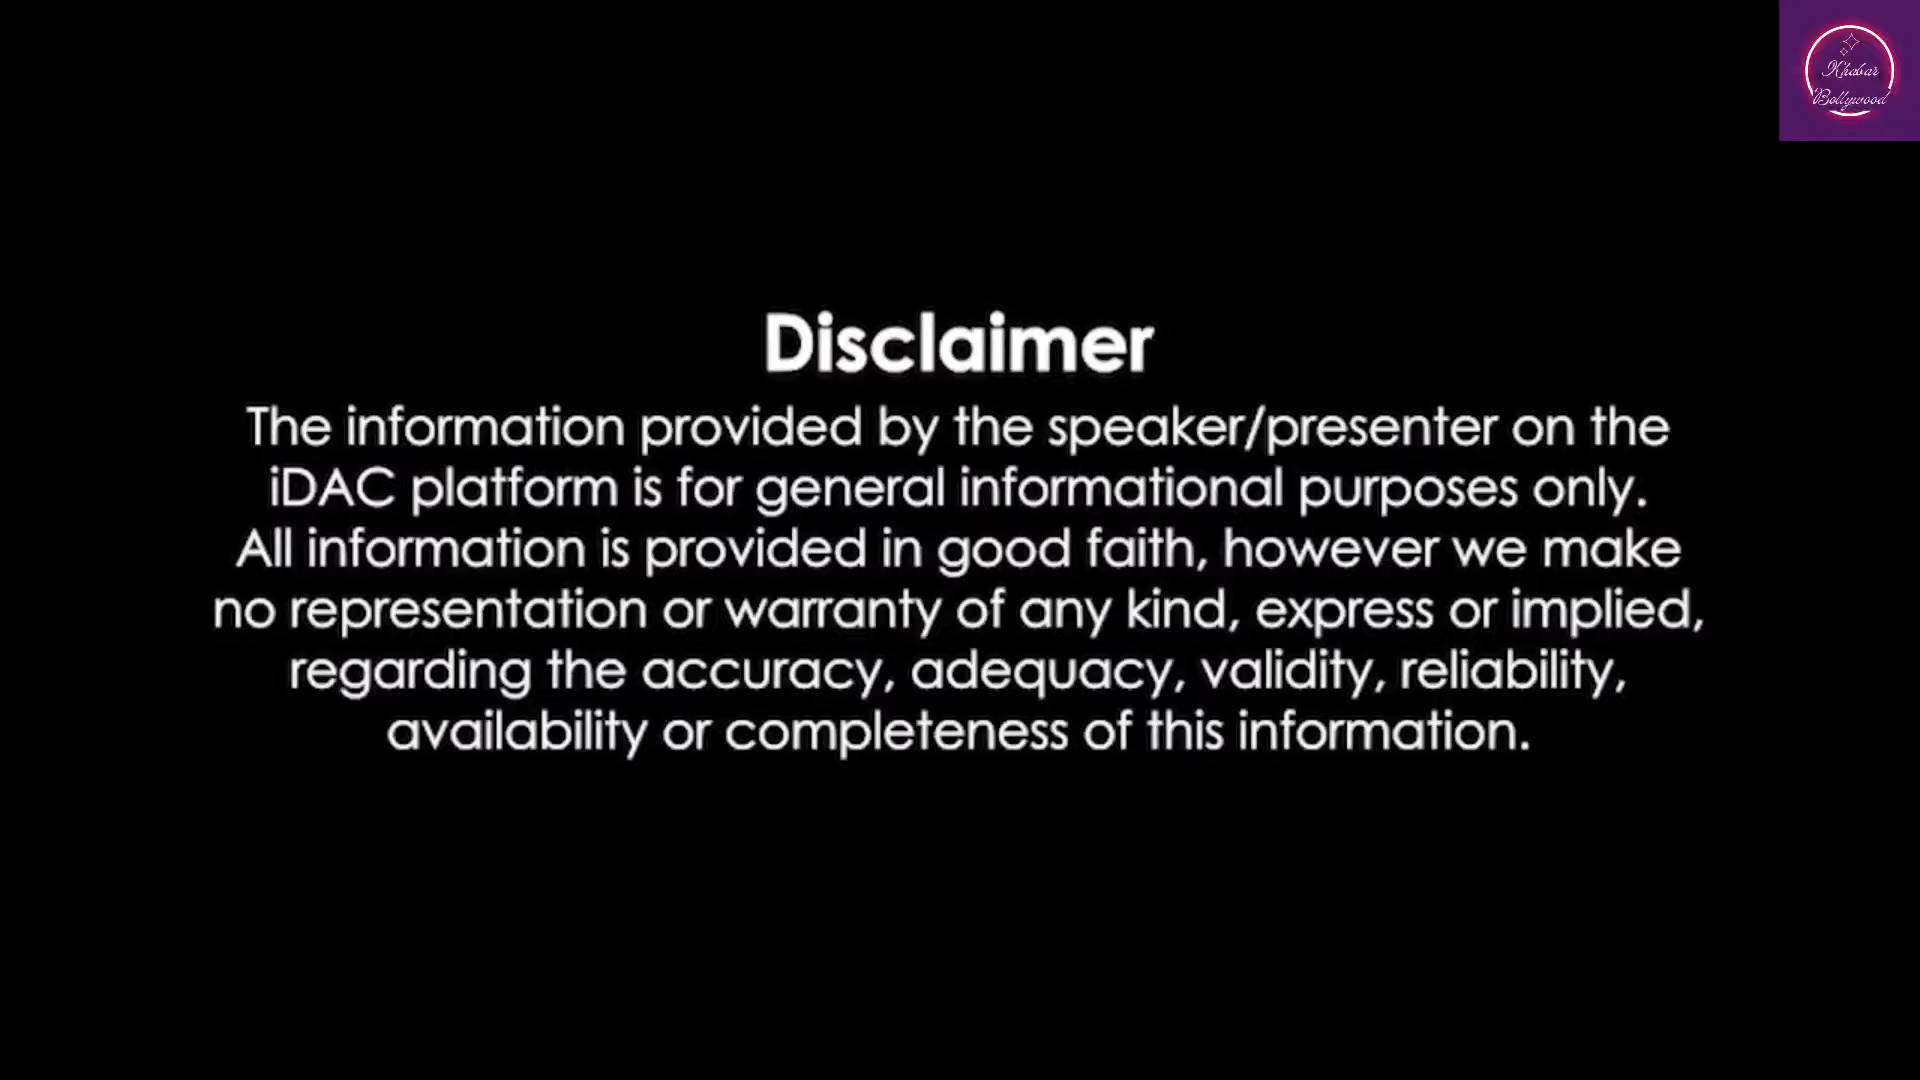 Khabar
Bollywood
Disclaimer
The information provided by the speaker/presenter on the
iDAC platform is for general informational purposes only.
All information is provided in good faith, however we make
no representation or warranty of any kind, express or implied,
regarding the accuracy, adequacy, validity, reliability,
availability or completeness of this information.